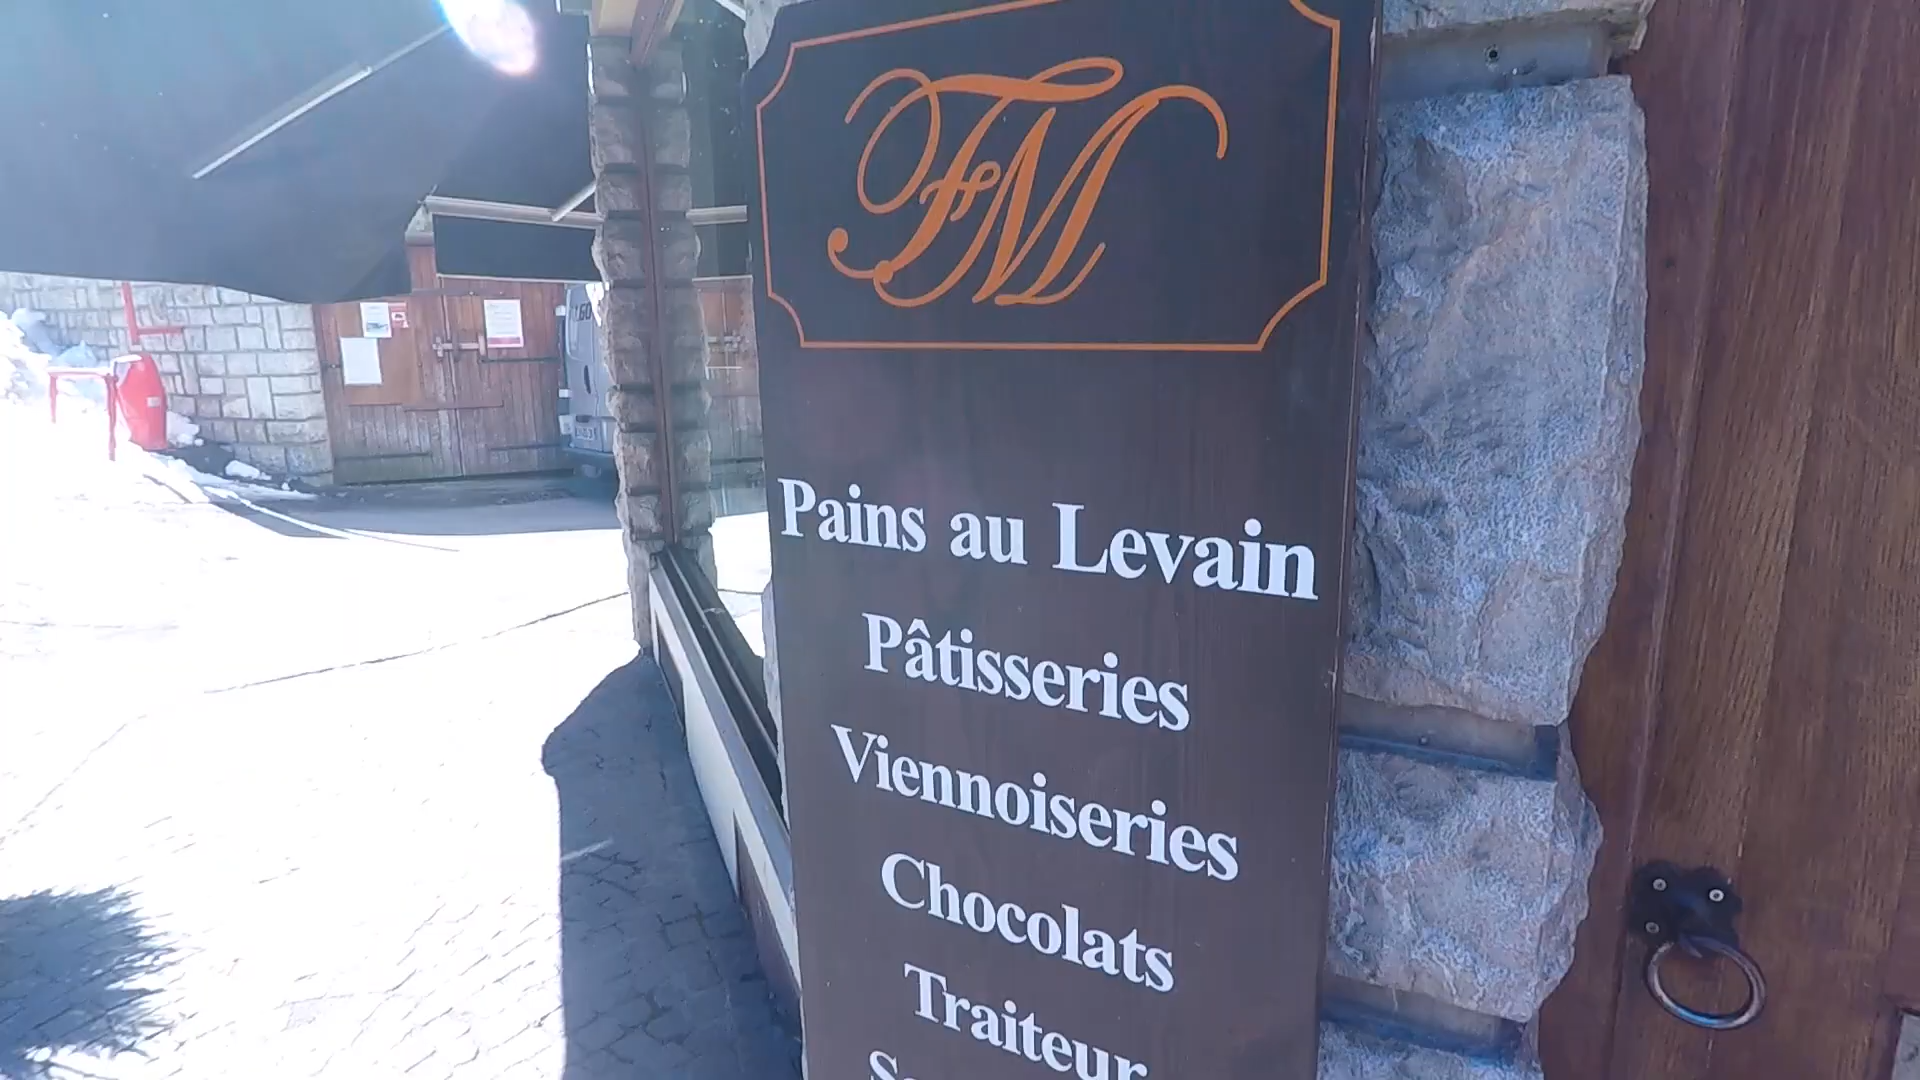 FM
Pains au Levain
Pâtisseries
Viennoiseries
Chocolats
Traiteur